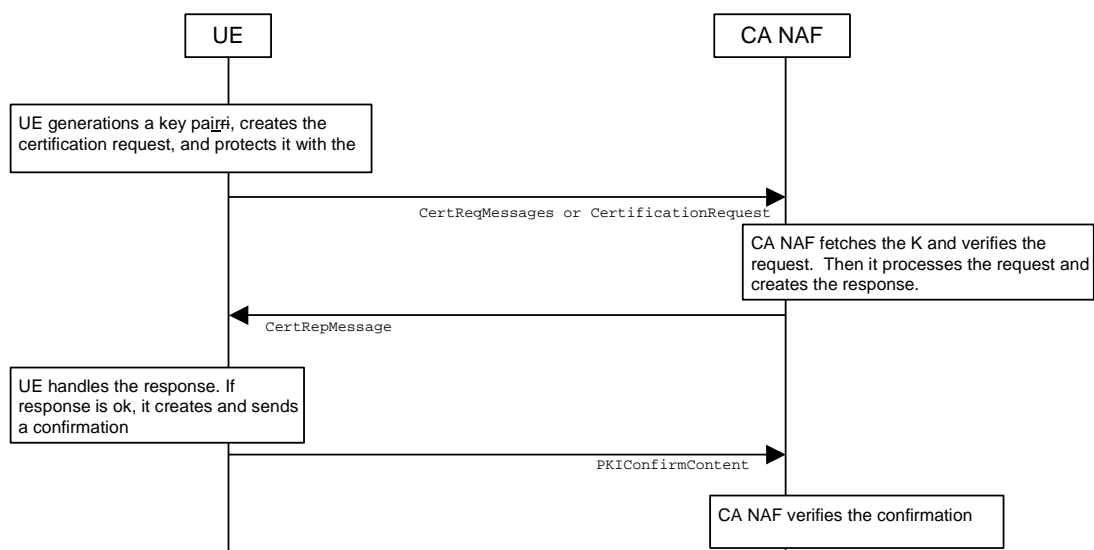 UE
CA NAF
UE generations a key pairri, creates the
certification request, and protects it with the
CertReqMessages or CertificationRequest
CA NAF fetches the K and verifies the
request.  Then it processes the request and
creates the response.
CertRepMessage
UE handles the response. If
response is ok, it creates and sends
a confirmation
PKIConfirmContent
CA NAF verifies the confirmation